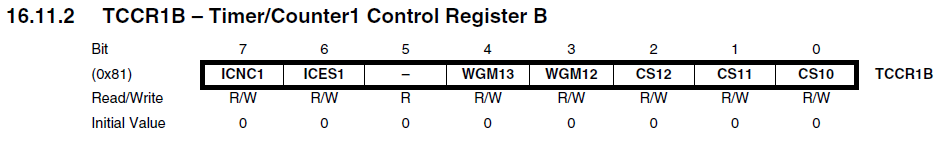 16.11.2 TCCR1B – Timer/Counter1 Control Register B
Bit 7 6 5 4 3 2 1 0
(0x81) ICNC1 ICES1 – WGM13 WGM12 CS12 CS11 CS10 TCCR1B
Read/Write R/W R/W R R/W R/W R/W R/W R/W
Initial Value 0 0 0 0 0 0 0 0